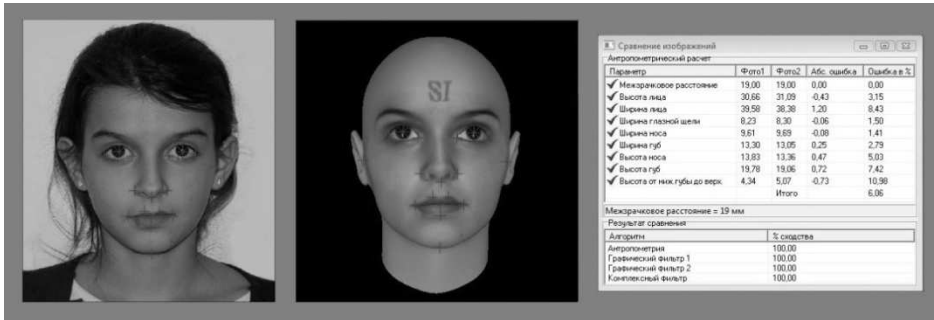 SI
Сравнение изображений
Антропометрический расчет
Параметр Фото1 Фото2 Абс. ошибка Ошибка в %
Межзрачковое расстояние 19,00 19,00 0,00 0,00
Высота лица 30,66 31,09 -0,43 3,15
Ширина лица 39,58 38,38 1,20 8,43
Ширина глазной щели 8,23 8,30 -0,06 1,50
Ширина носа 9,61 9,69 -0,08 1,41
Ширина губ 13,30 13,05 0,25 2,79
Высота носа 13,83 13,36 0,47 5,03
Высота губ 19,78 19,06 0,72 7,42
Высота от ниж.губы до верх. 4,34 5,07 -0,73 10,98
Итого 6,06
Межзрачковое расстояние = 19 мм
Результат сравнения
Алгоритм % сходства
Антропометрия 100,00
Графический фильтр 1 100,00
Графический фильтр 2 100,00
Комплексный фильтр 100,00